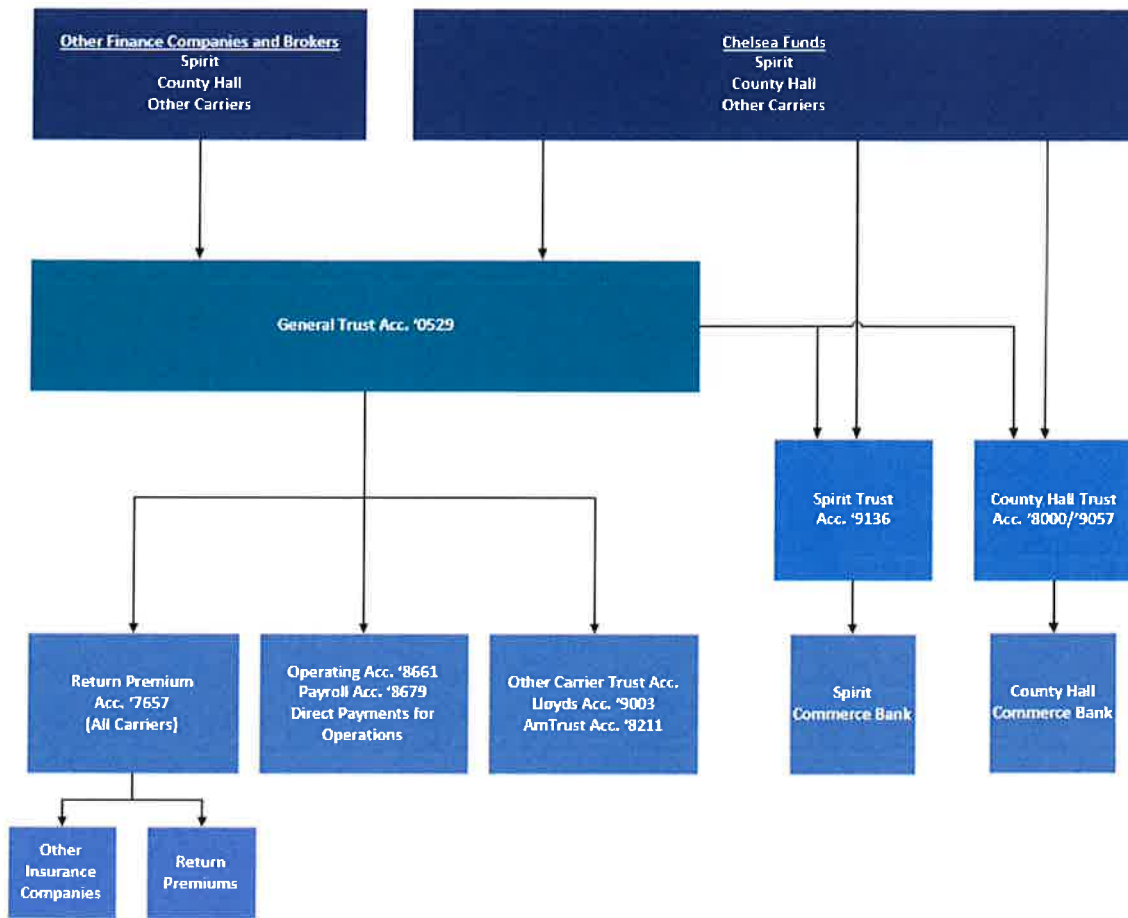 Other Finance Companies and Brokers
Spirit
County Hall
Other Carriers
Chelsea Funds
Spirit
County Hall
Other Carriers
General Trust Acc. '0529
Spirit Trust
Acc. '9136
County Hall Trust
Acc. '8000/'9057
Return Premium
Acc. '7657
(All Carriers)
Operating Acc. '8661
Payroll Acc. '8679
Direct Payments for
Operations
Other Carrier Trust Acc.
Lloyds Acc. '9003
AmTrust Acc. '8211
Spirit
Commerce Bank
County Hall
Commerce Bank
Other
Insurance
Companies
Return
Premiums